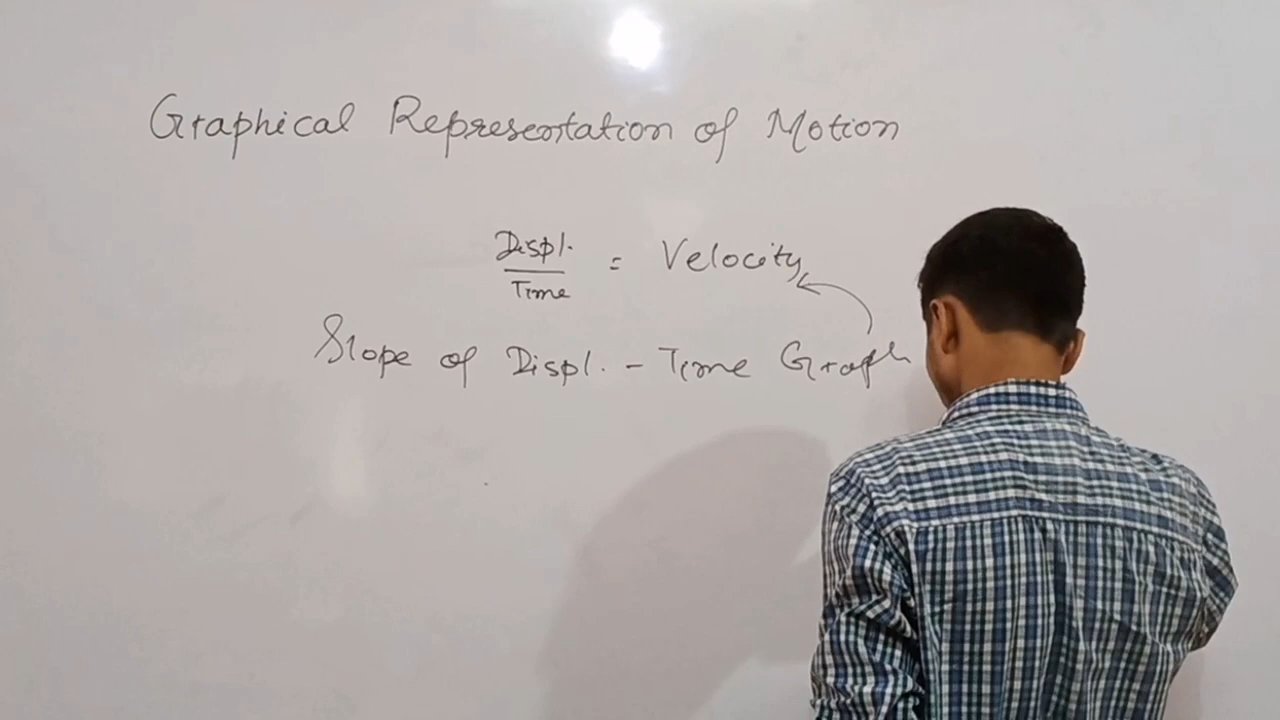 Graphical Representation of Motion
Displ.
Time
= Velocity
Slope of Displ. - Time Graph